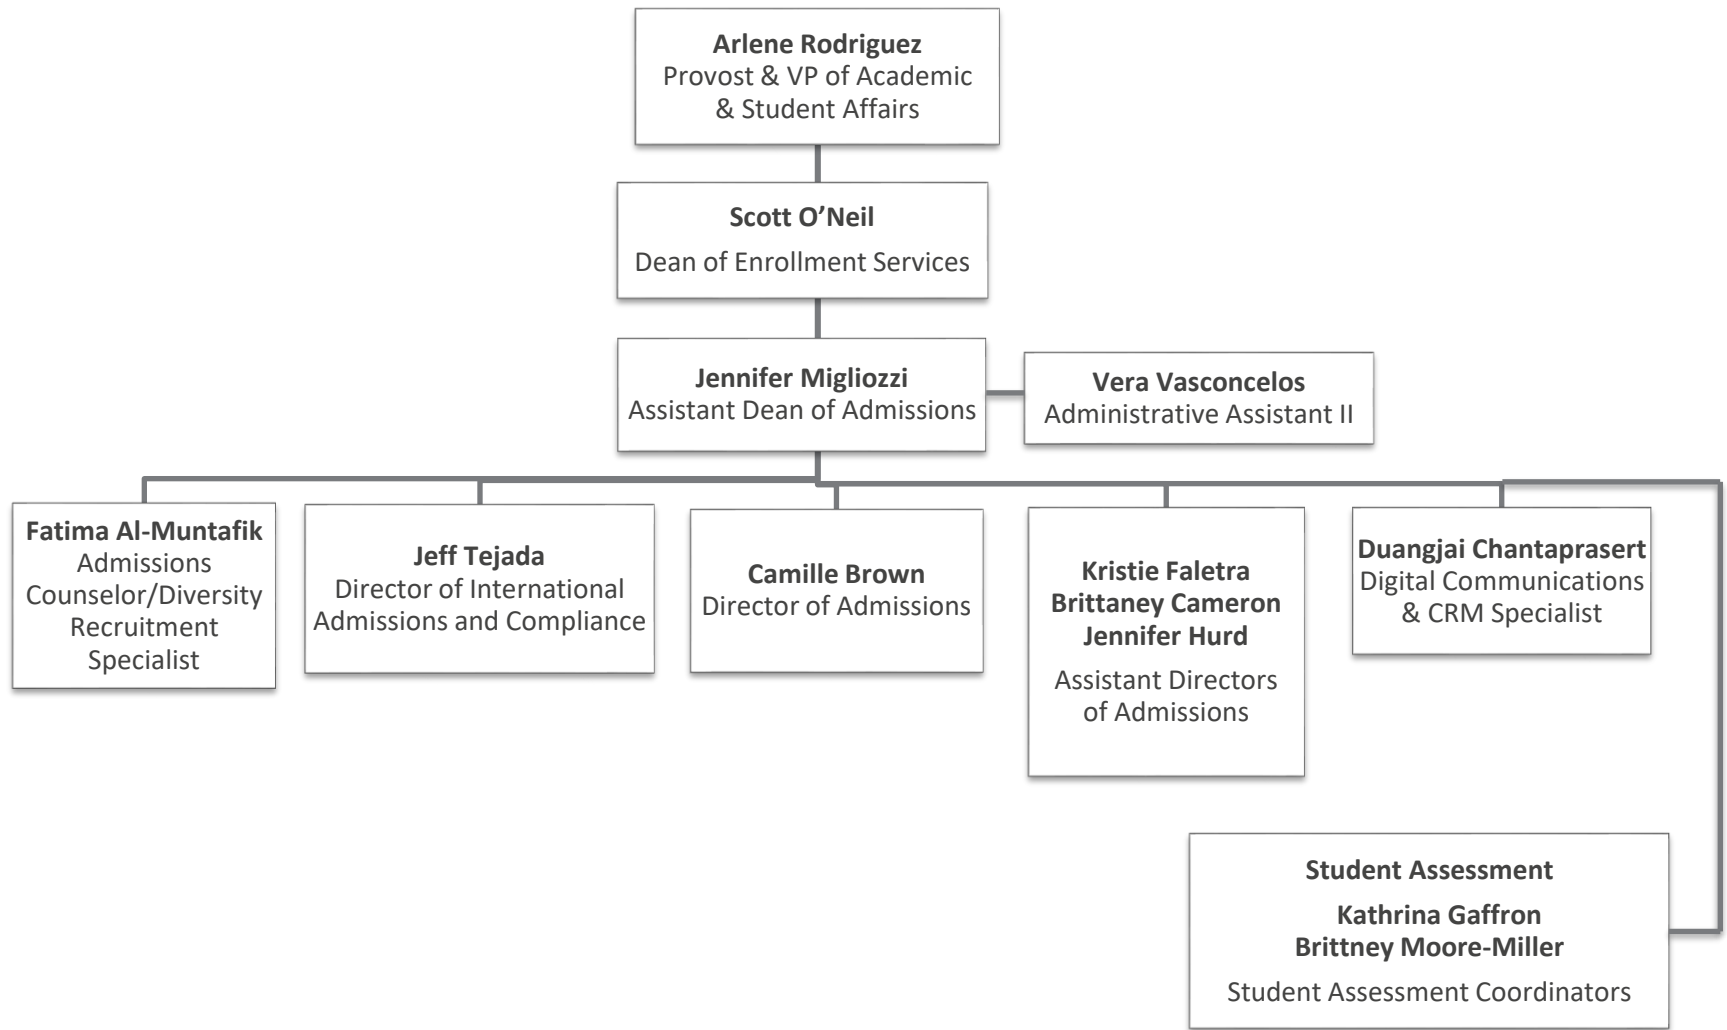 Arlene Rodriguez
Provost & VP of Academic
& Student Affairs
Scott O’Neil
Dean of Enrollment Services
Jennifer Migliozzi
Assistant Dean of Admissions
Vera Vasconcelos
Administrative Assistant II
Fatima Al-Muntafik
Admissions
Counselor/Diversity
Recruitment
Specialist
Jeff Tejada
Director of International
Admissions and Compliance
Camille Brown
Director of Admissions
Kristie Faletra
Brittaney Cameron
Jennifer Hurd
Assistant Directors
of Admissions
Duangjai Chantaprasert
Digital Communications
& CRM Specialist
Student Assessment
Kathrina Gaffron
Brittney Moore-Miller
Student Assessment Coordinators